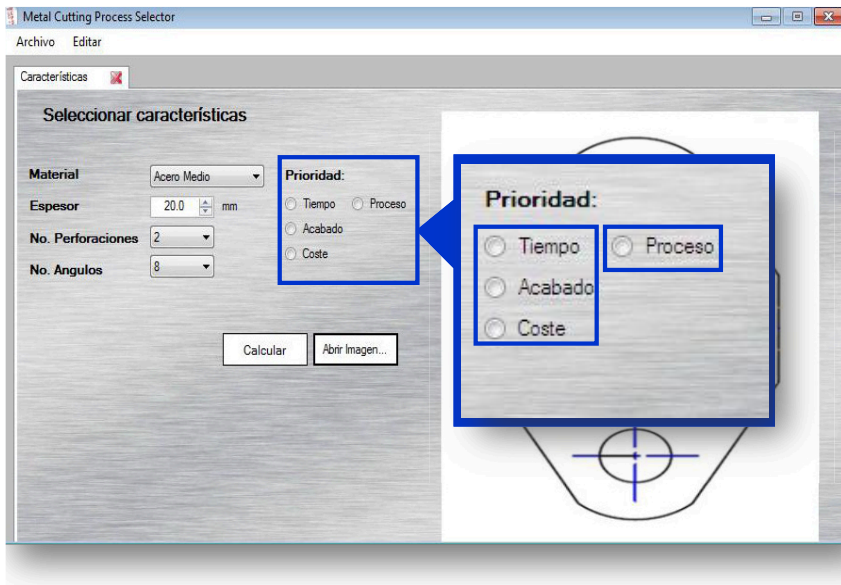 Metal Cutting Process Selector
Archivo Editar
Características
Seleccionar características
Material Acero Medio
Espesor 20.0 mm
No. Perforaciones 2
No. Angulos 8
Prioridad:
Tiempo Proceso
Acabado
Coste
Calcular Abrir Imagen...
Prioridad:
Tiempo Proceso
Acabado
Coste